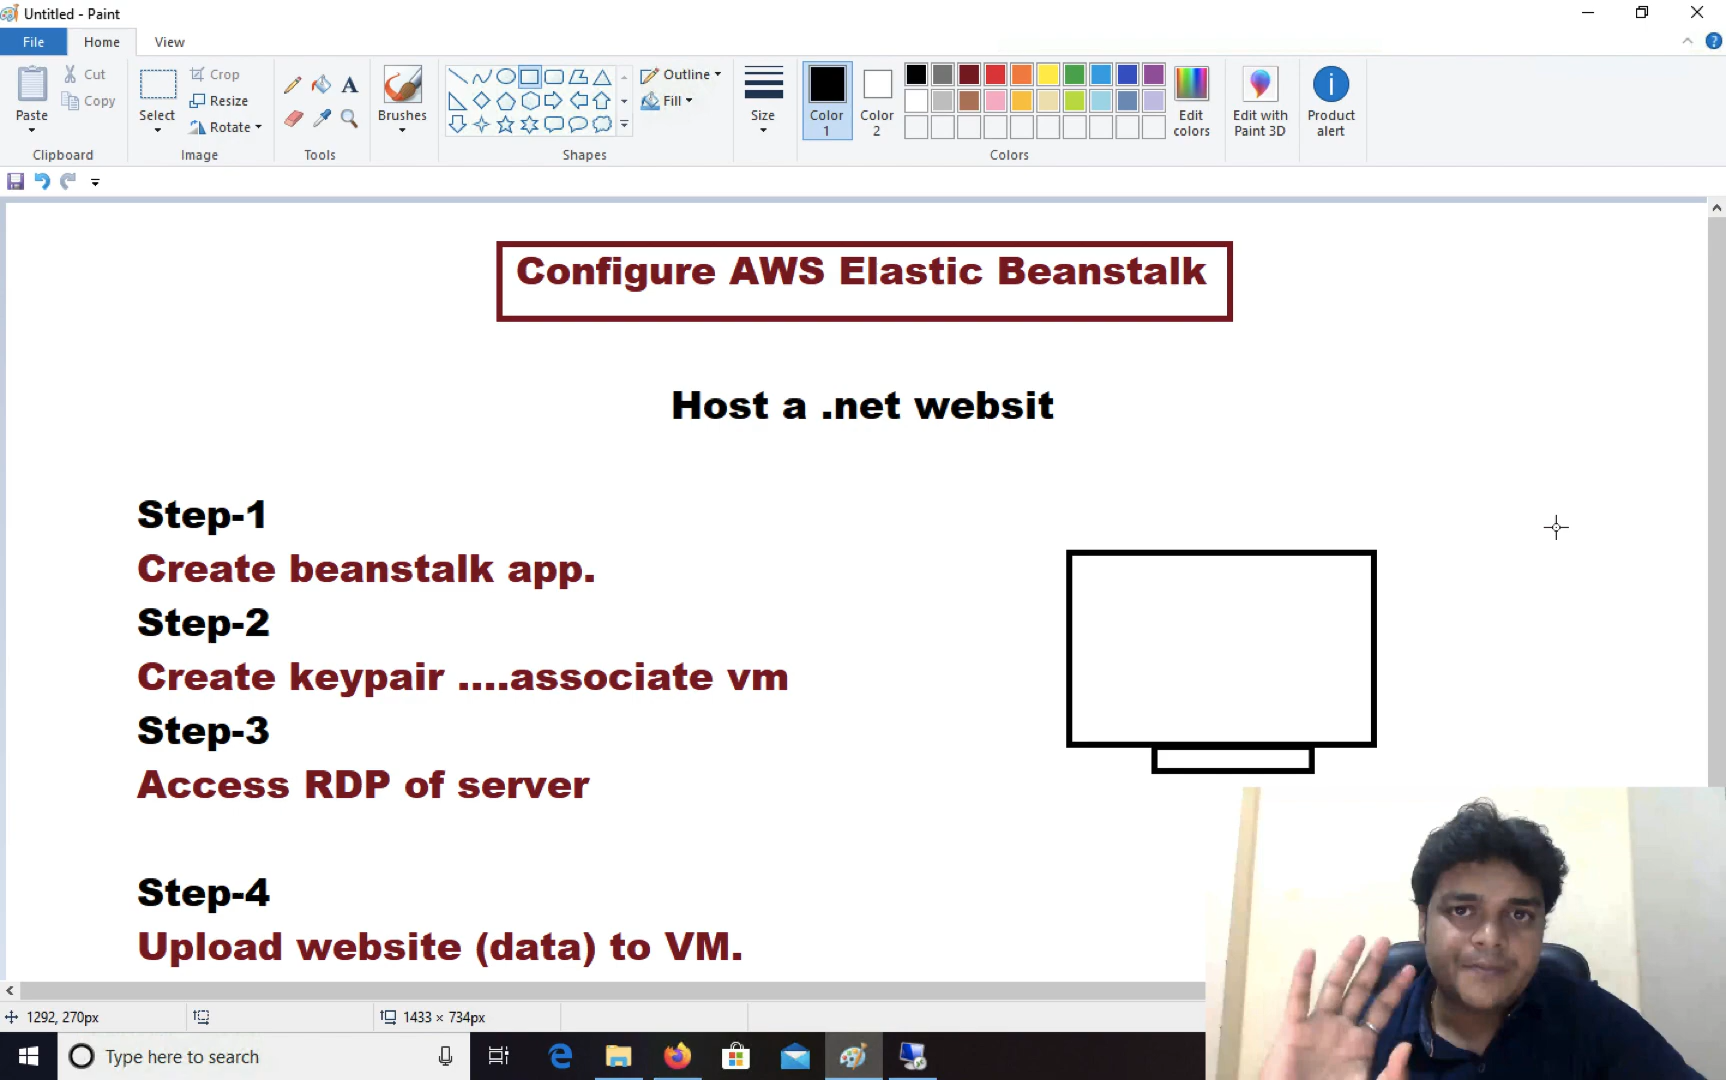 Untitled - Paint
File
Home
View
Paste
Cut
Copy
Clipboard
Select
Crop
Resize
Rotate
Image
A
Tools
Brushes
Shapes
Outline
Fill
Size
Color 1
Color 2
Edit colors
Colors
Edit with Paint 3D
Product alert
Configure AWS Elastic Beanstalk
Host a .net websit
Step-1
Create beanstalk app.
Step-2
Create keypair ....associate vm
Step-3
Access RDP of server
Step-4
Upload website (data) to VM.
1292, 270px
1433 × 734px
Type here to search